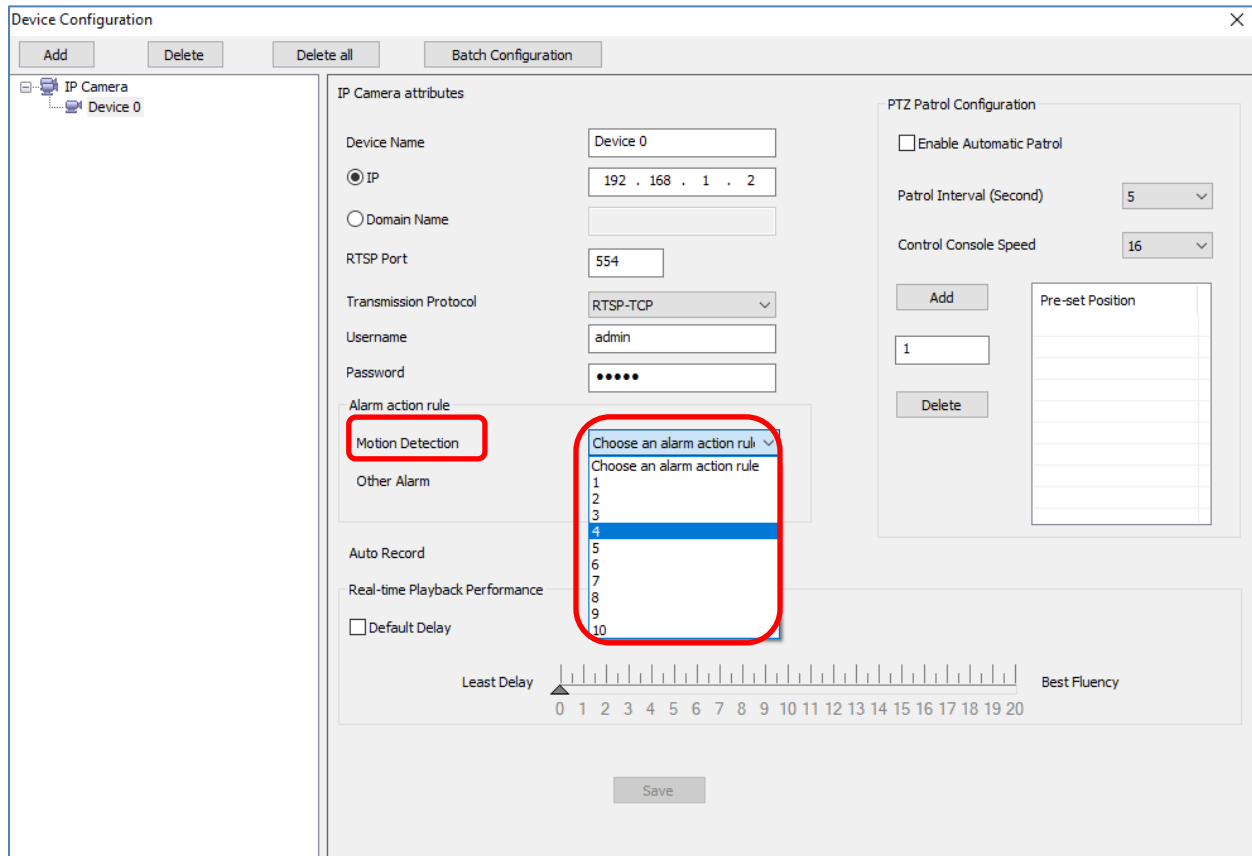 Device Configuration
Add Delete Delete all Batch Configuration
IP Camera
Device 0
IP Camera attributes
Device Name Device 0
IP 192 . 168 . 1 . 2
Domain Name
RTSP Port 554
Transmission Protocol RTSP-TCP
Username admin
Password •••••
Alarm action rule
Motion Detection Choose an alarm action rul
Choose an alarm action rule
1
2
3
4
5
6
7
8
9
10
Other Alarm
Auto Record
Real-time Playback Performance
Default Delay
Least Delay Best Fluency
0 1 2 3 4 5 6 7 8 9 10 11 12 13 14 15 16 17 18 19 20
Save
PTZ Patrol Configuration
Enable Automatic Patrol
Patrol Interval (Second) 5
Control Console Speed 16
Add Pre-set Position
1
Delete